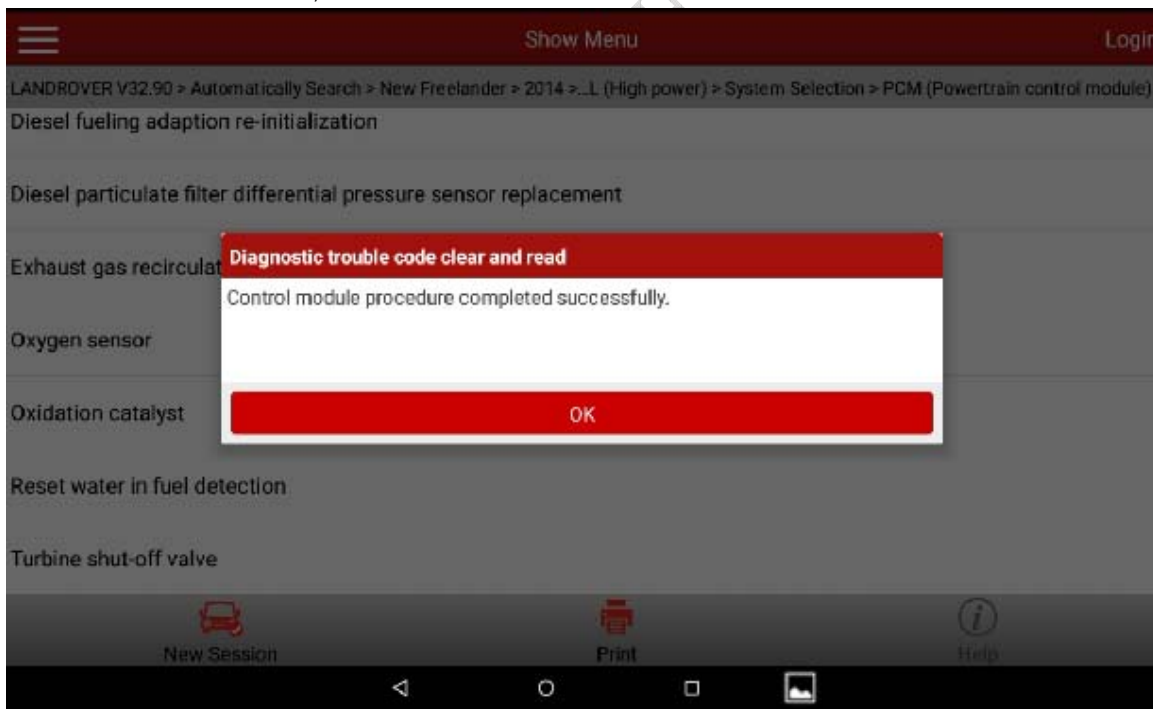 Show Menu
Login
LANDROVER V32.90 > Automatically Search > New Freelander > 2014 >...L (High power) > System Selection > PCM (Powertrain control module)
Diesel fueling adaption re-initialization
Diesel particulate filter differential pressure sensor replacement
Exhaust gas recirculat
Diagnostic trouble code clear and read
Control module procedure completed successfully.
Oxygen sensor
Oxidation catalyst
OK
Reset water in fuel detection
Turbine shut-off valve
New Session
Print
Help